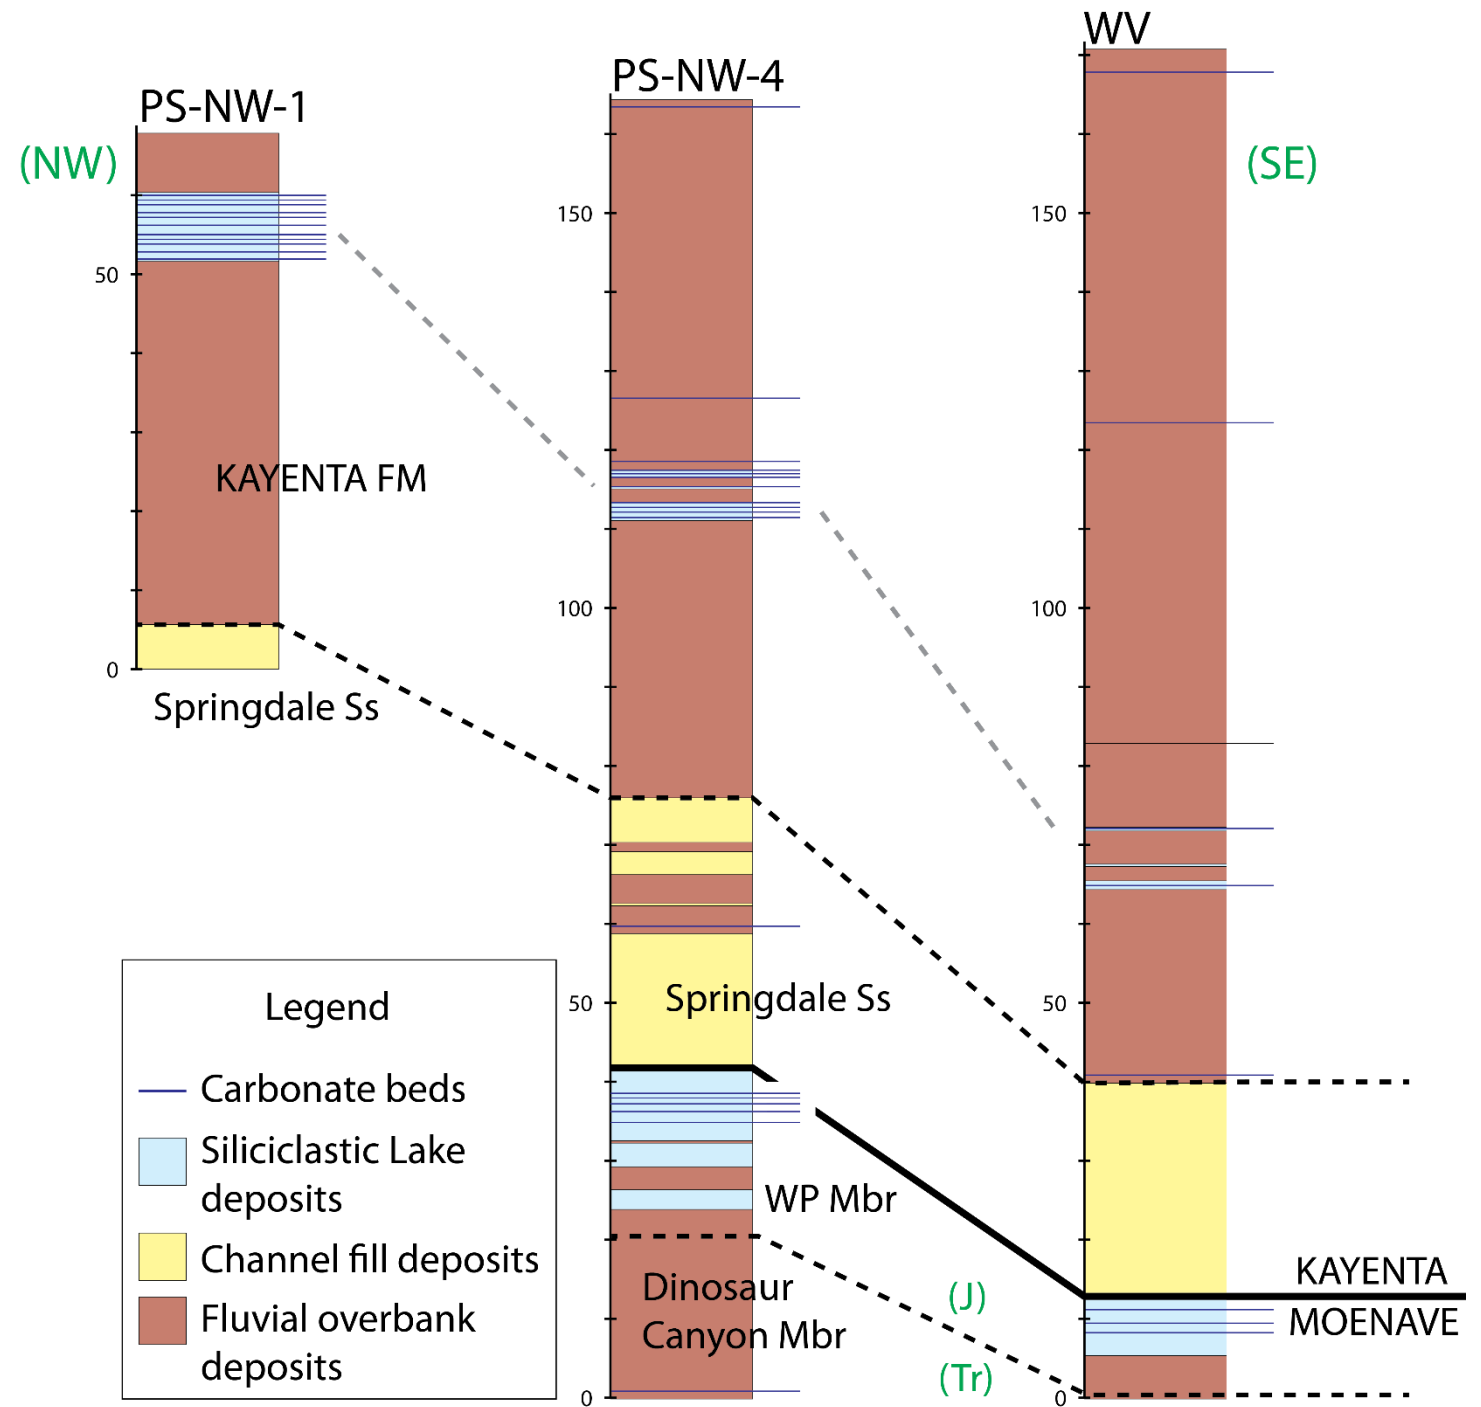 WV
PS-NW-4
PS-NW-1
(NW)
(SE)
150
150
50
KAYENTA FM
100
100
0
Springdale Ss
50
Springdale Ss
50
Legend
Carbonate beds
Siliciclastic Lake
deposits
Channel fill deposits
Fluvial overbank
deposits
WP Mbr
Dinosaur
Canyon Mbr
(J)
(Tr)
KAYENTA
MOENAVE
0
0